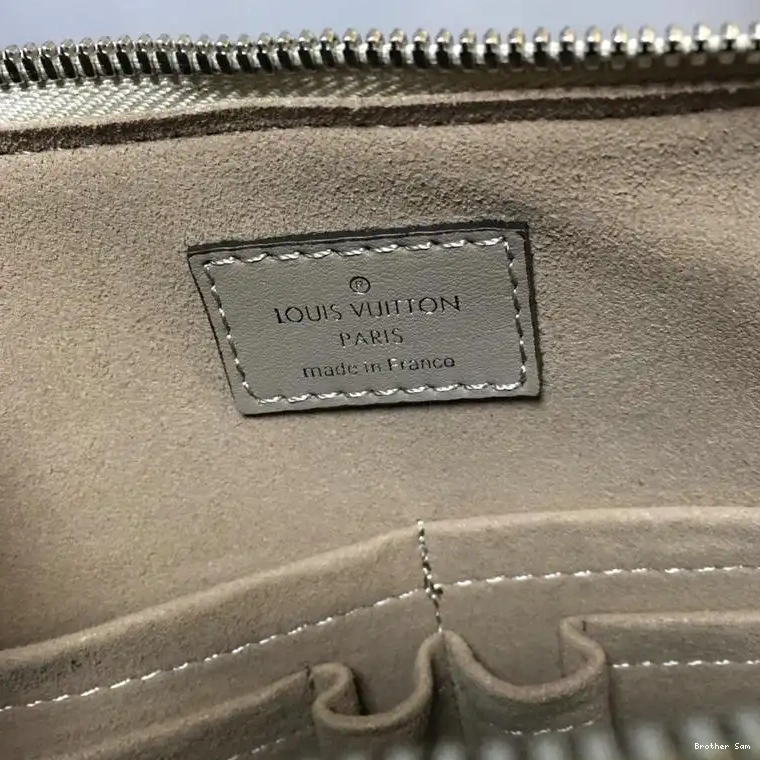 ®
LOUIS VUITTON
PARIS
made in France
Brother Sam